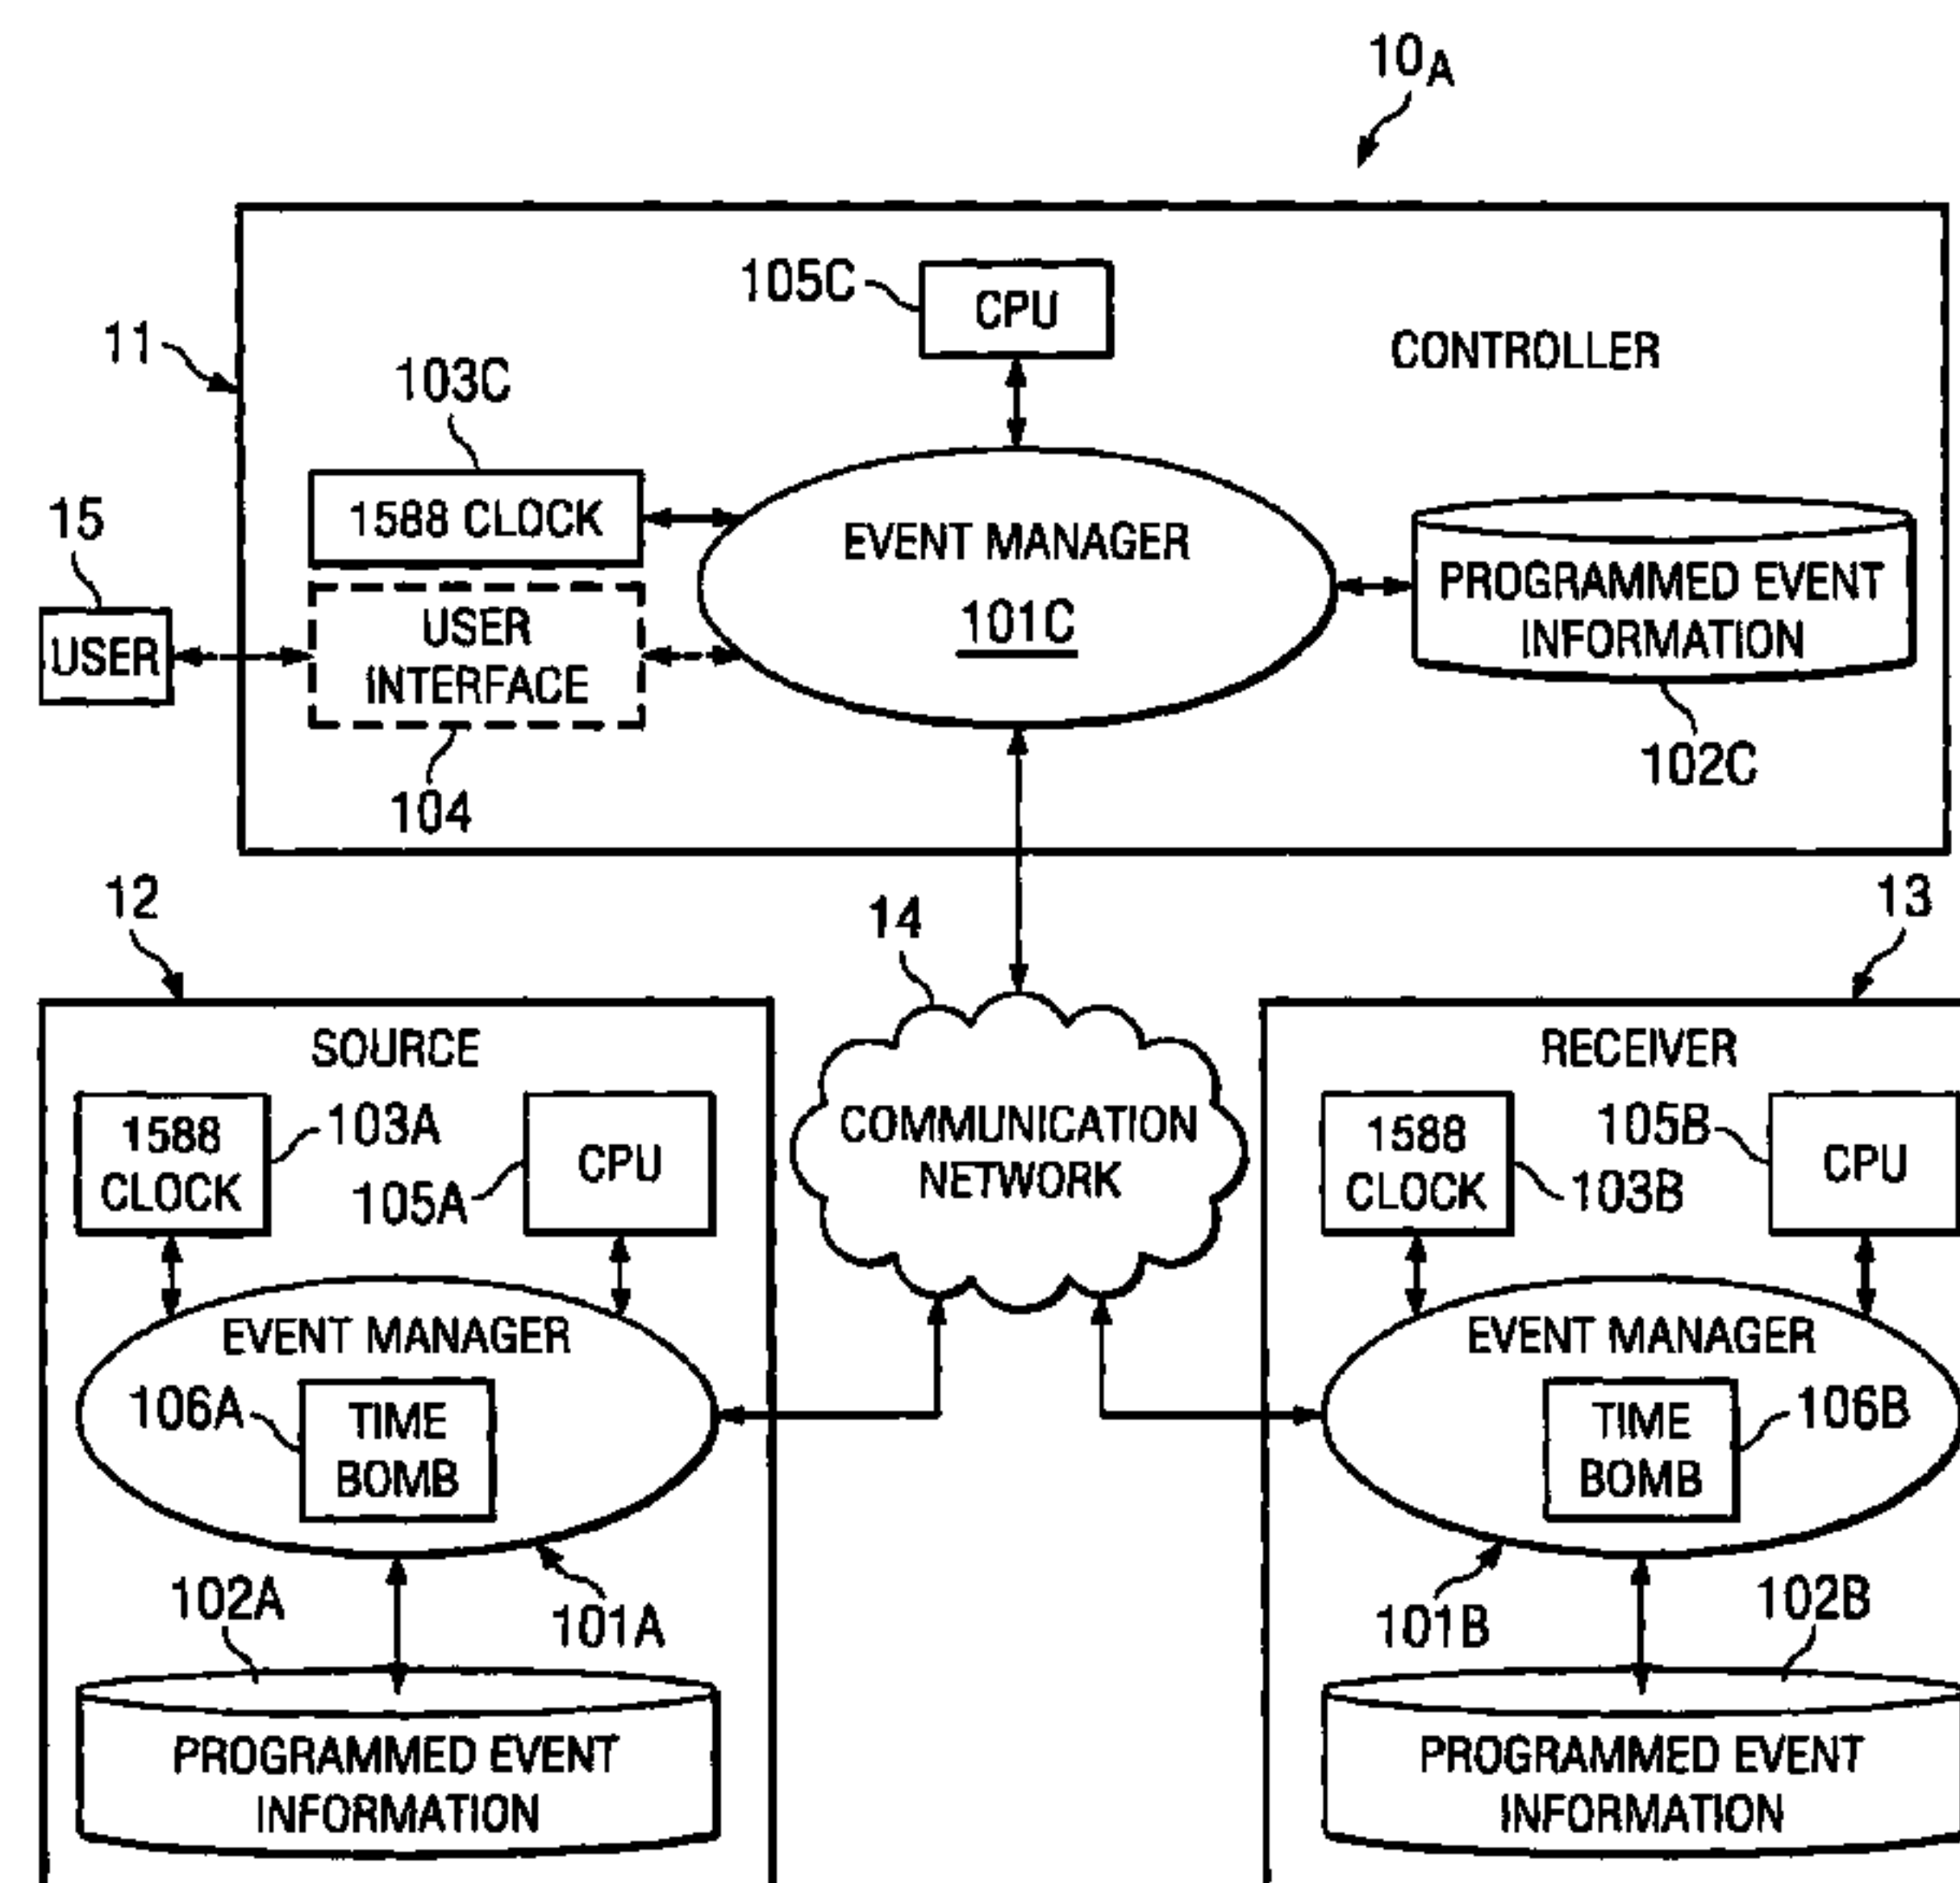 10A
105C
CPU
11
CONTROLLER
103C
1588 CLOCK
15
EVENT MANAGER
101C
PROGRAMMED EVENT
INFORMATION
USER
USER
INTERFACE
102C
104
12
14
13
SOURCE
1588
CLOCK
103A
105A
CPU
COMMUNICATION
NETWORK
RECEIVER
1588
CLOCK
103B
105B
CPU
EVENT MANAGER
106A
TIME
BOMB
EVENT MANAGER
TIME
BOMB
106B
102A
101A
101B
102B
PROGRAMMED EVENT
INFORMATION
PROGRAMMED EVENT
INFORMATION